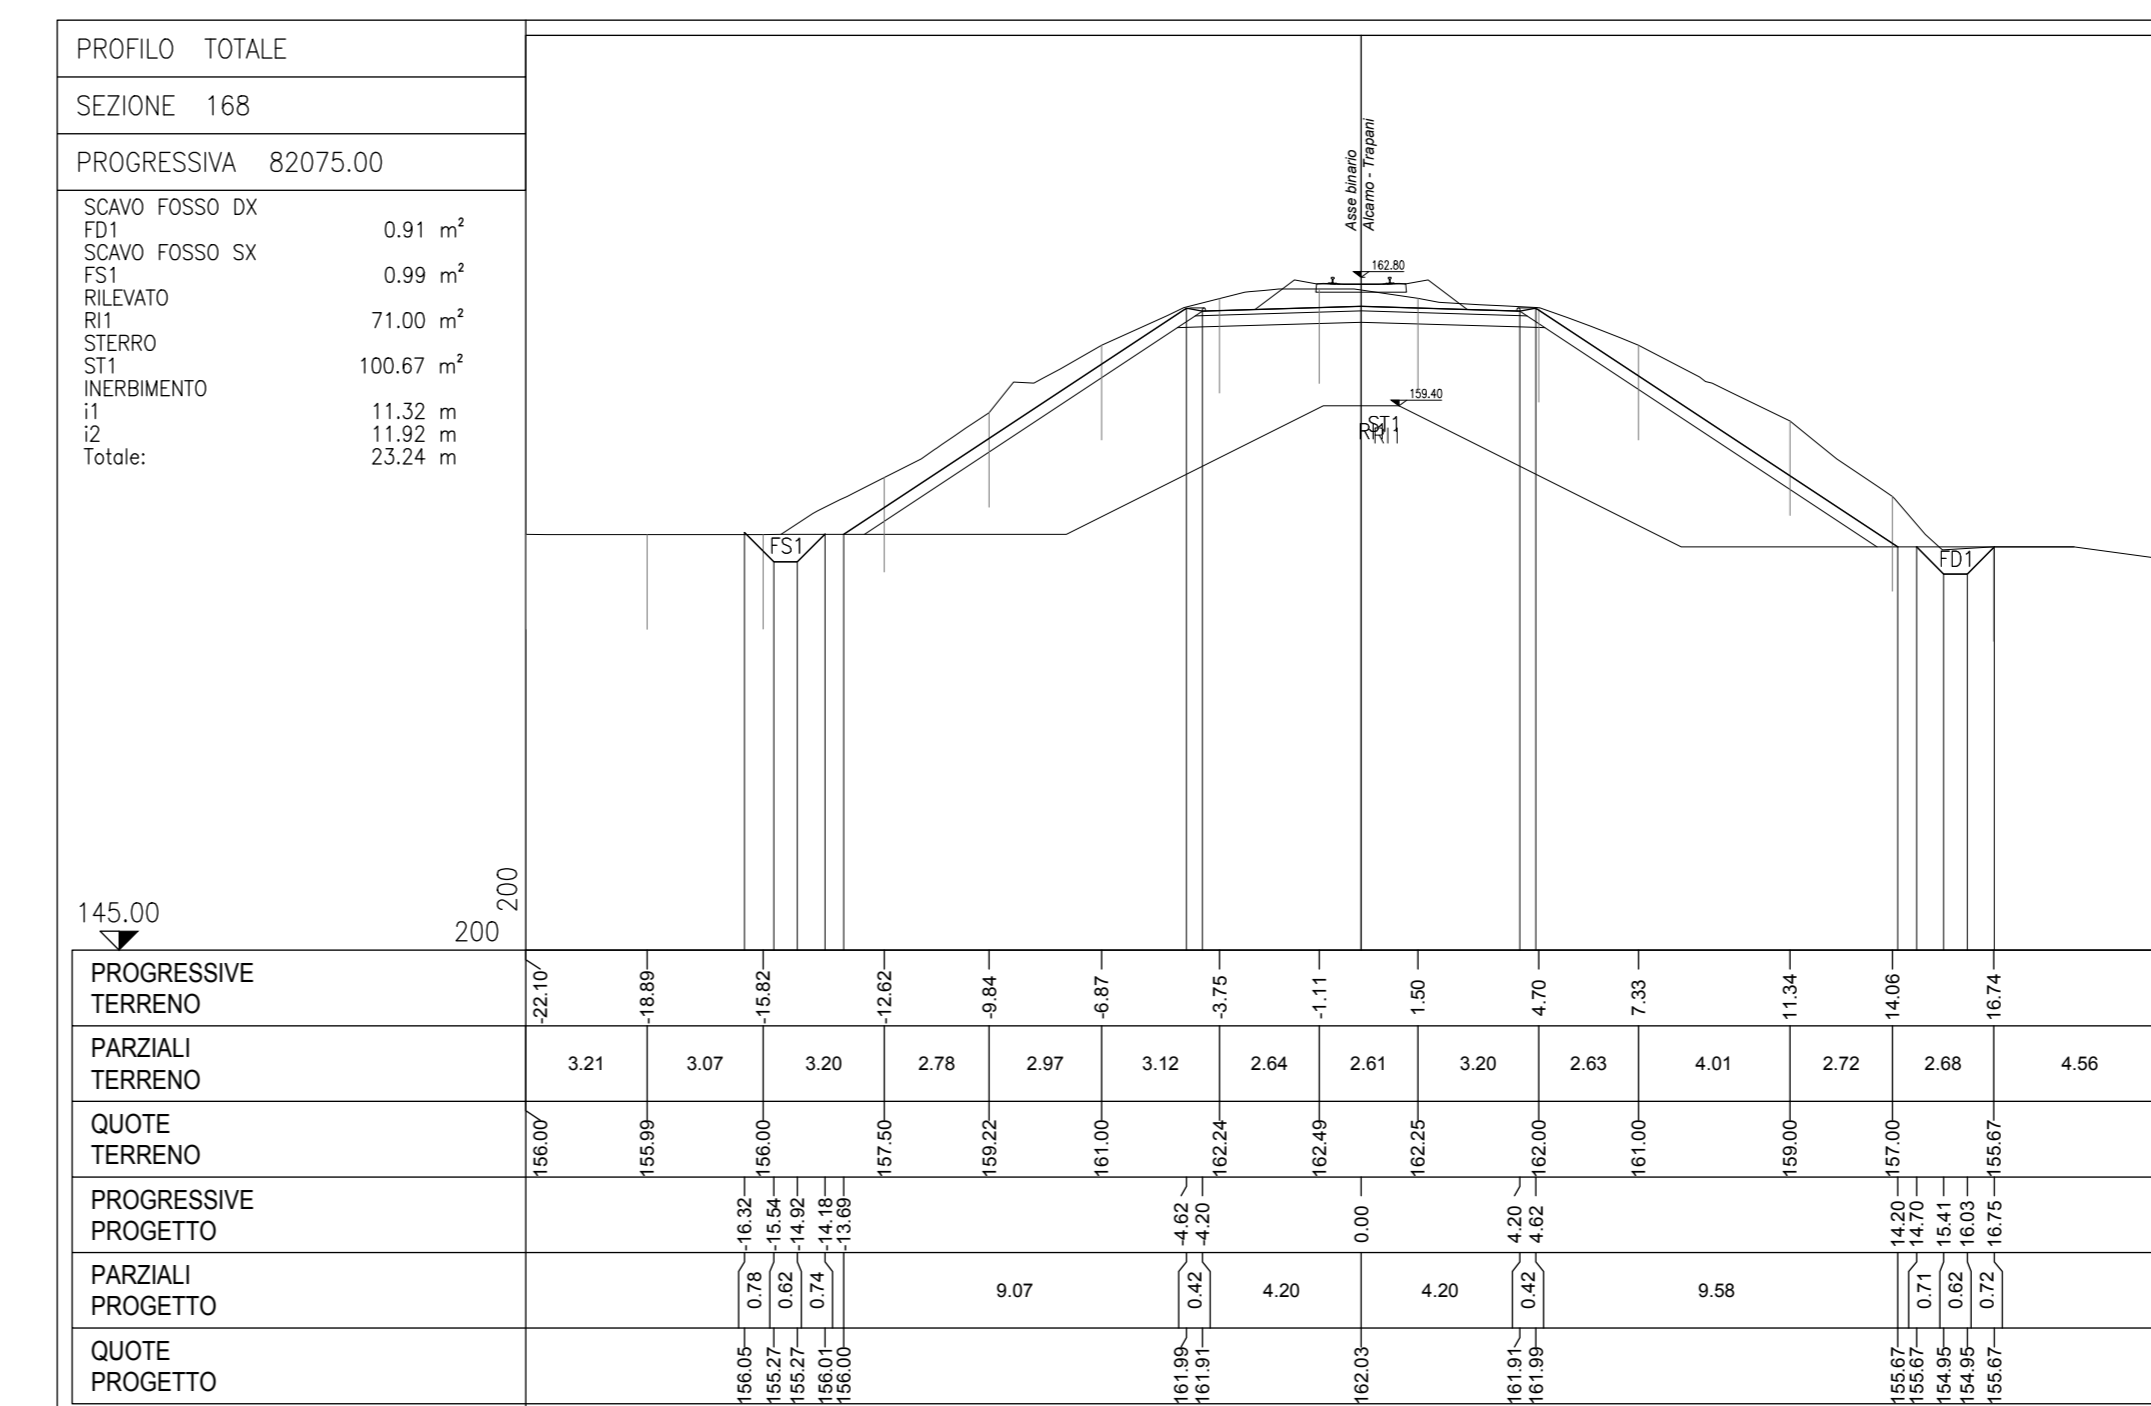 PROFILO TOTALE
SEZIONE 168
PROGRESSIVA 82075.00
SCAVO FOSSO DX
FD1 0.91 m²
SCAVO FOSSO SX
FS1 0.99 m²
RILEVATO
RI1 71.00 m²
STERRO
ST1 100.67 m²
INERBIMENTO
i1 11.32 m
i2 11.92 m
Totale: 23.24 m
Asse binario
Alcamo - Trapani
162.80
159.40
ST1
RI1
FS1
FD1
200
145.00
200
PROGRESSIVE
TERRENO
-22.10 -18.89 -15.82 -12.62 -9.84 -6.87 -3.75 -1.11 1.50 4.70 7.33 11.34 14.06 16.74
PARZIALI
TERRENO
3.21 3.07 3.20 2.78 2.97 3.12 2.64 2.61 3.20 2.63 4.01 2.72 2.68 4.56
QUOTE
TERRENO
156.00 155.99 156.00 157.50 159.22 161.00 162.24 162.49 162.25 162.00 161.00 159.00 157.00 155.67
PROGRESSIVE
PROGETTO
-16.32 -15.54 -14.92 -14.18 -13.69 -4.62 -4.20 0.00 4.20 4.62 14.20 14.70 15.41 16.03 16.75
PARZIALI
PROGETTO
0.78 0.62 0.74 9.07 0.42 4.20 4.20 0.42 9.58 0.71 0.62 0.72
QUOTE
PROGETTO
156.05 155.27 155.27 156.01 156.00 161.99 161.91 162.03 161.91 161.99 155.67 155.67 154.95 154.95 155.67